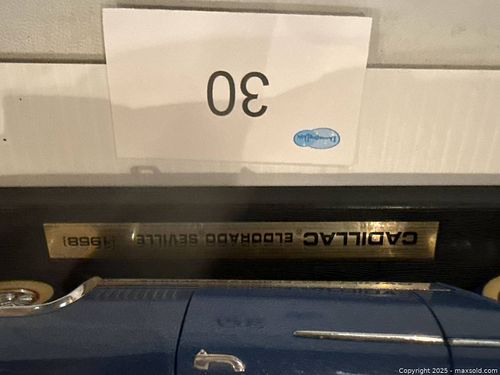 30
CADILLAC ELDORADO SEVILLE (1958)
Copyright 2025 - maxsold.com